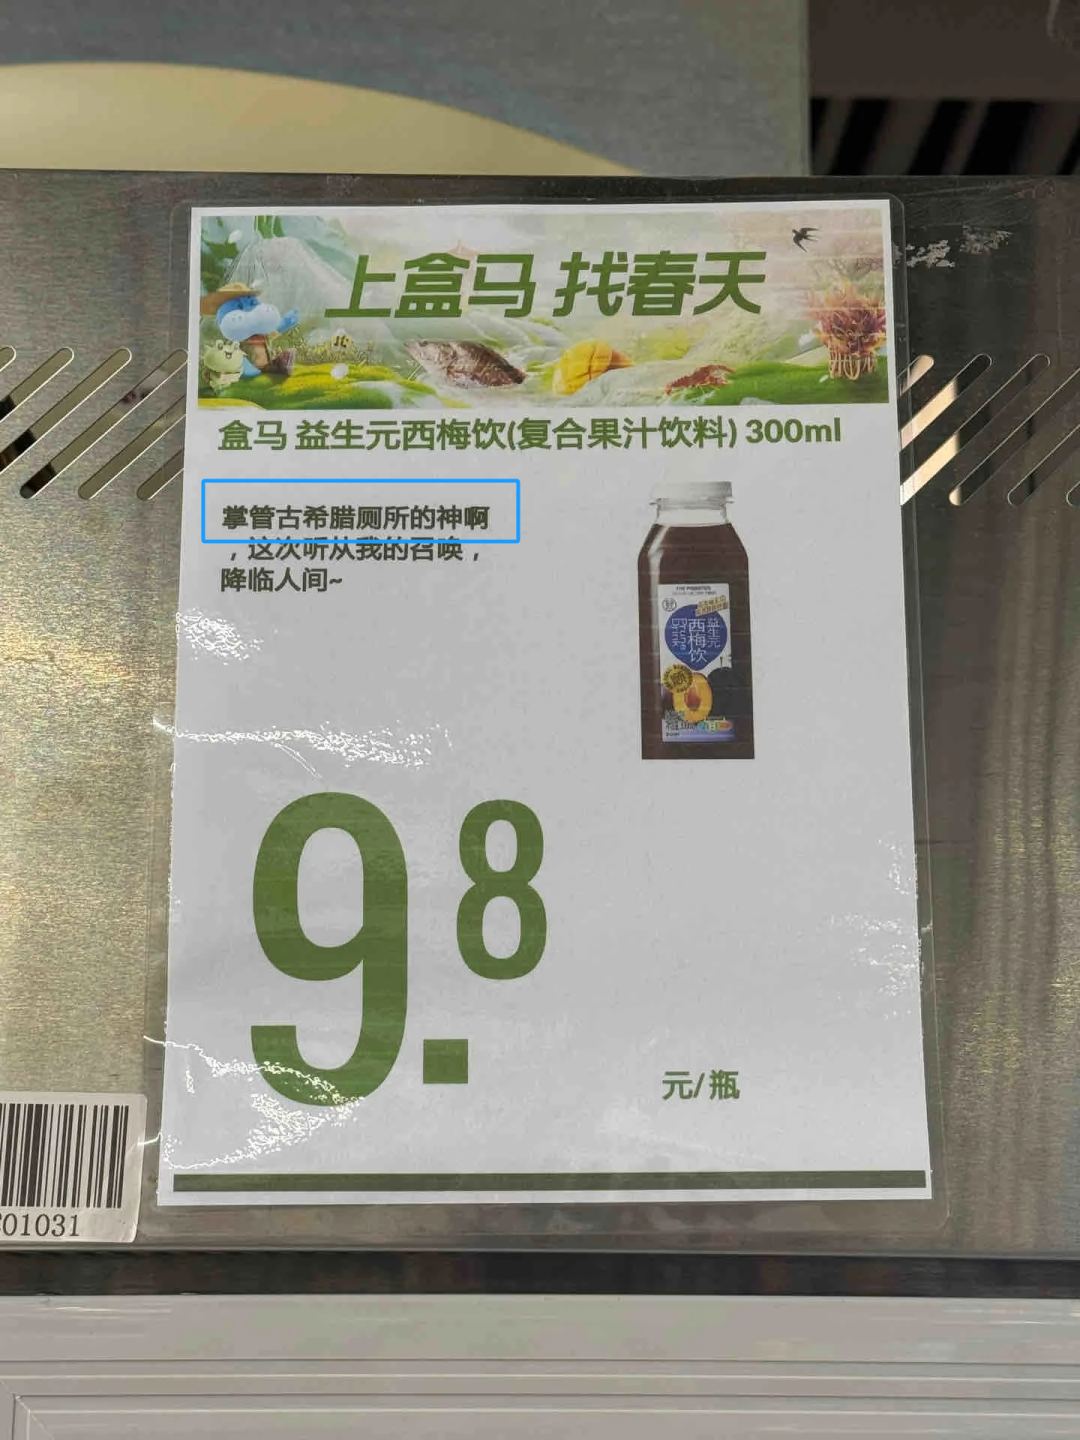 上盒马 找春天
盒马 益生元西梅饮(复合果汁饮料) 300ml
掌管古希腊厕所的神啊
，这次听从我的召唤，
降临人间~
益生元
西梅饮
Prune
Drink
9.8
元/瓶
01031